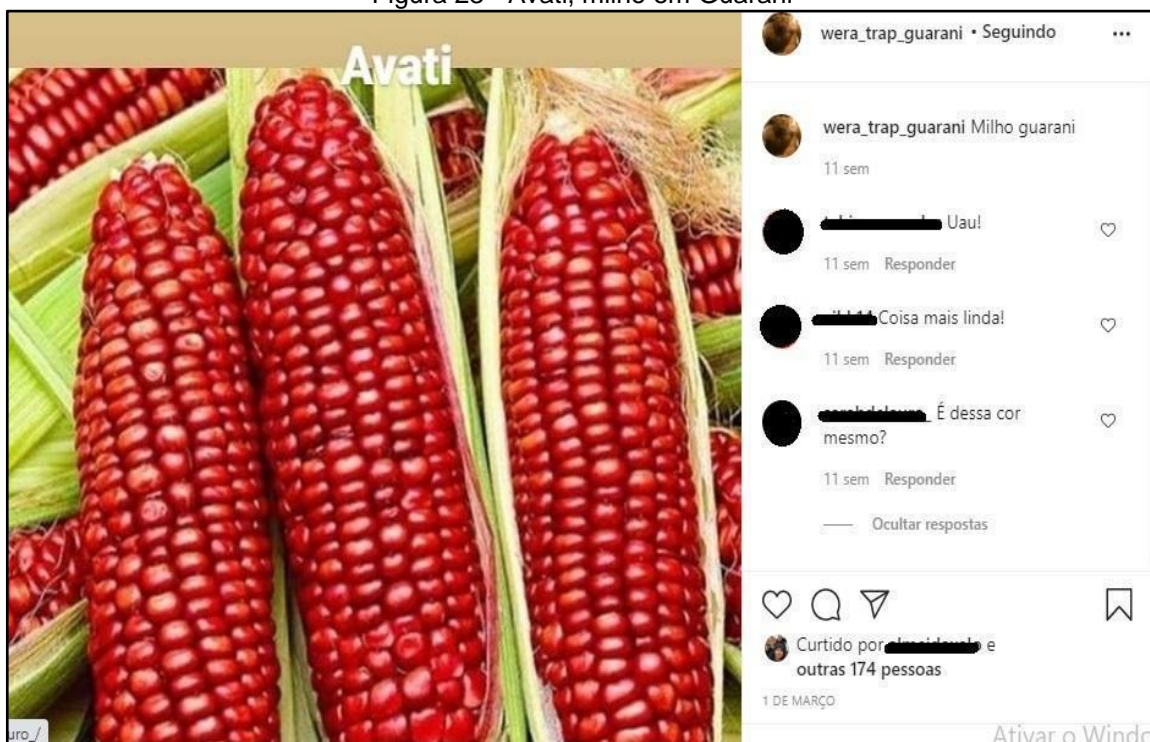 Figura 28 - Avati, milho em Guarani
Avati
wera_trap_guarani • Seguindo
wera_trap_guarani Milho guarani
11 sem
Uau!
11 sem Responder
Coisa mais linda!
11 sem Responder
É dessa cor
mesmo?
11 sem Responder
Ocultar respostas
Curtido por
e
outras 174 pessoas
1 DE MARÇO
Ativar o Windo
uro_/